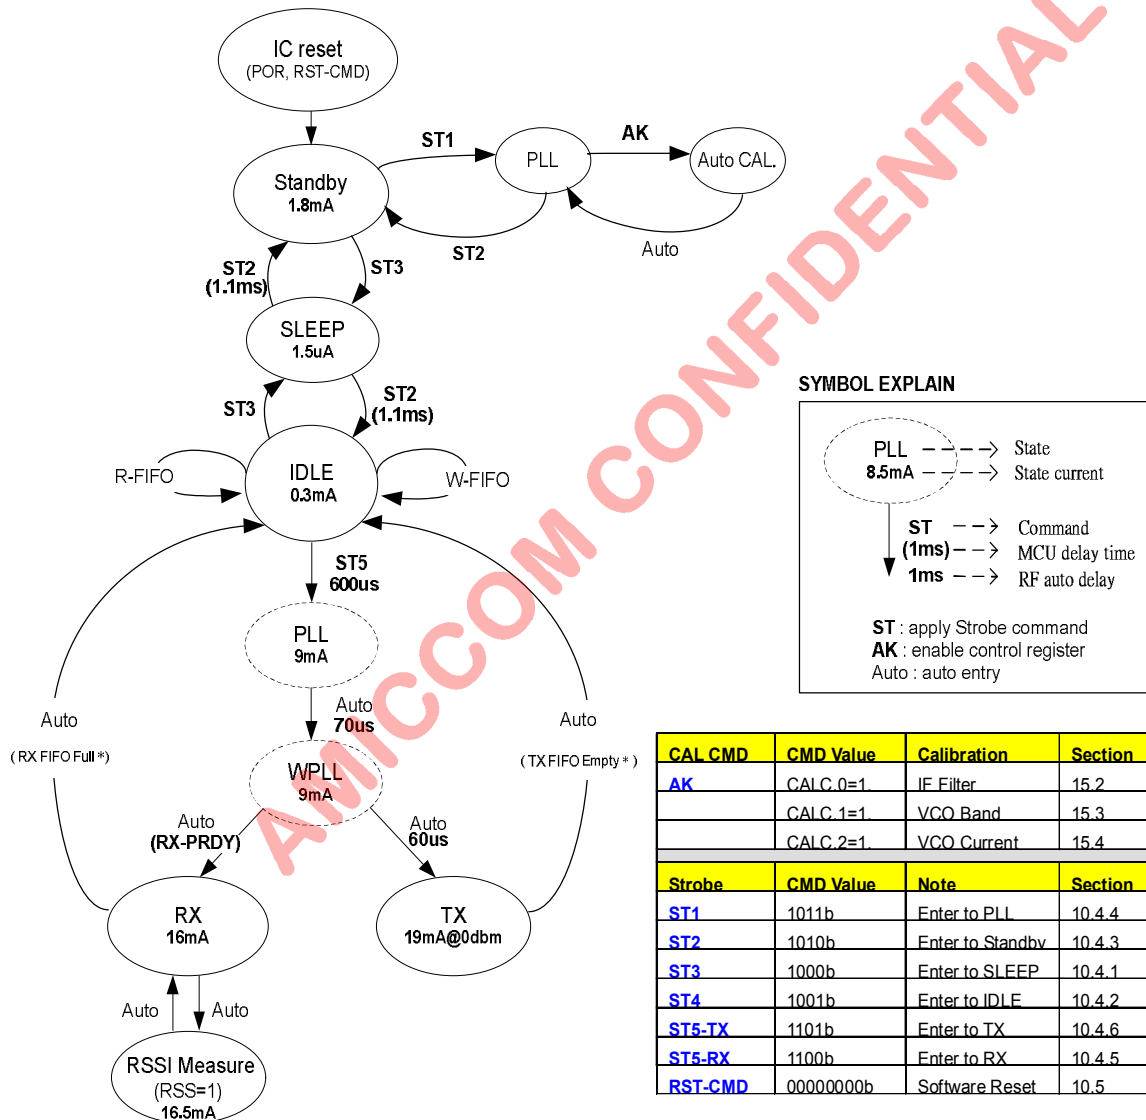 IC reset
(POR, RST-CMD)
ST1
AK
PLL
Auto CAL.
Standby
1.8mA
ST2
Auto
ST2
(1.1ms)
ST3
SLEEP
1.5uA
ST3
ST2
(1.1ms)
R-FIFO
IDLE
0.3mA
W-FIFO
ST5
600us
PLL
9mA
Auto
70us
Auto
(RX FIFO Full *)
Auto
(TX FIFO Empty *)
WPLL
9mA
Auto
(RX-PRDY)
Auto
60us
RX
16mA
TX
19mA@0dbm
Auto
Auto
RSSI Measure
(RSS=1)
16.5mA
SYMBOL EXPLAIN
PLL State
8.5mA State current
ST Command
(1ms) MCU delay time
1ms RF auto delay
ST : apply Strobe command
AK : enable control register
Auto : auto entry
CAL CMD CMD Value Calibration Section
AK CALC.0=1. IF Filter 15.2
CALC.1=1. VCO Band 15.3
CALC.2=1. VCO Current 15.4
Strobe CMD Value Note Section
ST1 1011b Enter to PLL 10.4.4
ST2 1010b Enter to Standby 10.4.3
ST3 1000b Enter to SLEEP 10.4.1
ST4 1001b Enter to IDLE 10.4.2
ST5-TX 1101b Enter to TX 10.4.6
ST5-RX 1100b Enter to RX 10.4.5
RST-CMD 00000000b Software Reset 10.5
AMICCOM CONFIDENTIAL